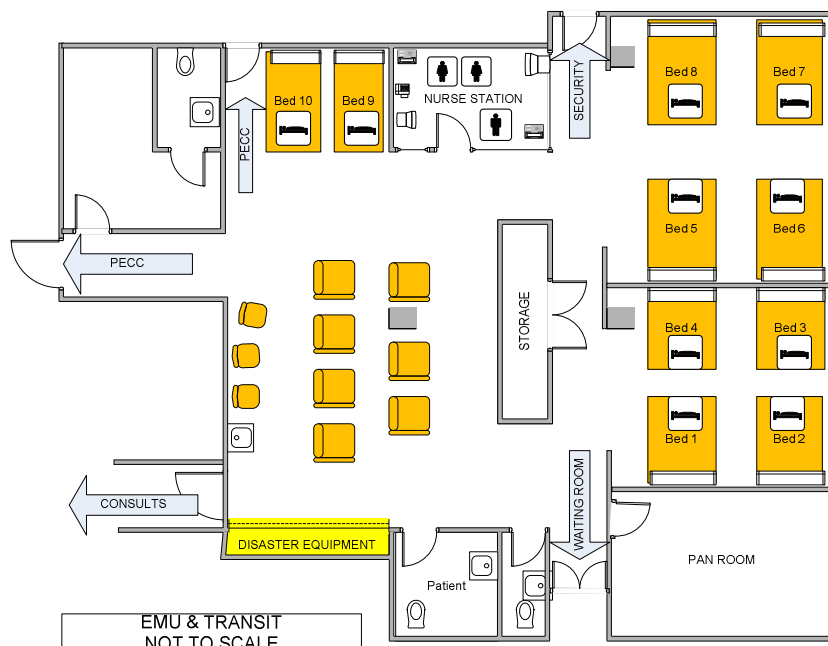 Bed 8
Bed 7
SECURITY
NURSE STATION
Bed 10
Bed 9
PECC
Bed 5
Bed 6
PECC
STORAGE
Bed 4
Bed 3
Bed 1
Bed 2
CONSULTS
WAITING ROOM
DISASTER EQUIPMENT
PAN ROOM
Patient
EMU & TRANSIT
NOT TO SCALE